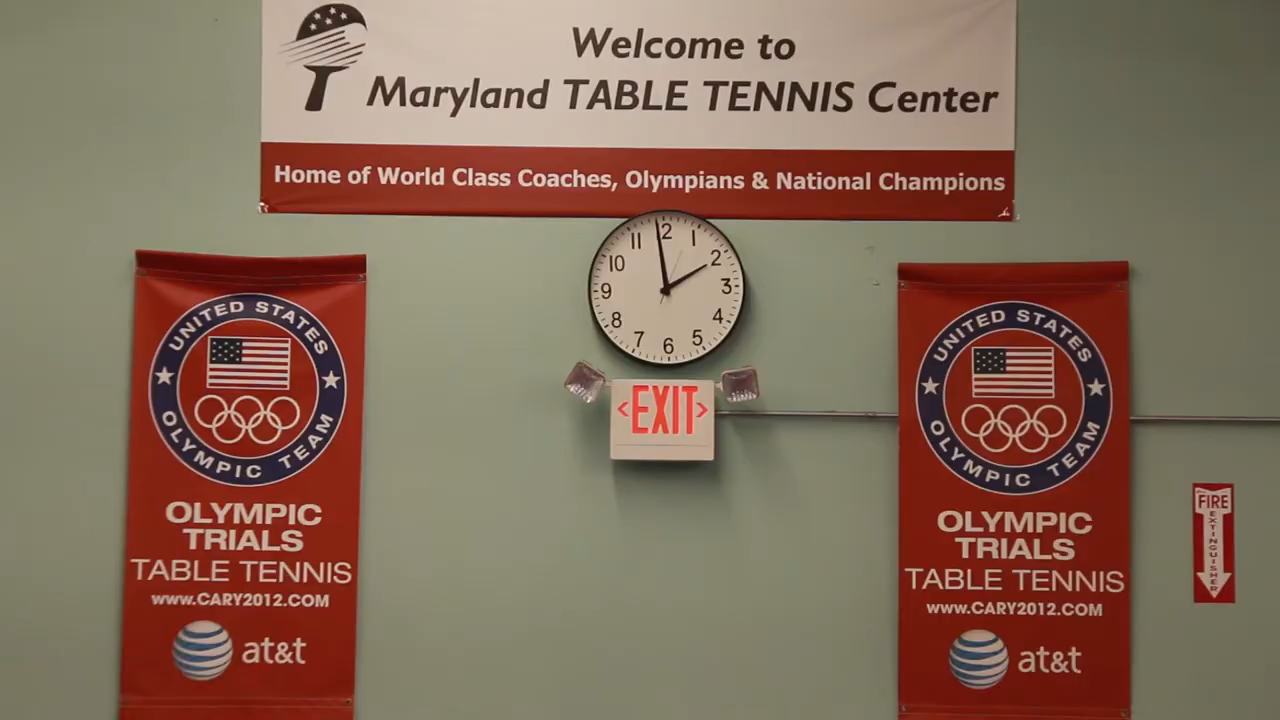 Welcome to
Maryland TABLE TENNIS Center
Home of World Class Coaches, Olympians & National Champions
12
1
2
3
4
5
6
7
8
9
10
11
<EXIT>
UNITED STATES
OLYMPIC TEAM
OLYMPIC
TRIALS
TABLE TENNIS
www.CARY2012.COM
at&t
UNITED STATES
OLYMPIC TEAM
OLYMPIC
TRIALS
TABLE TENNIS
www.CARY2012.COM
at&t
FIRE
EXTINGUISHER